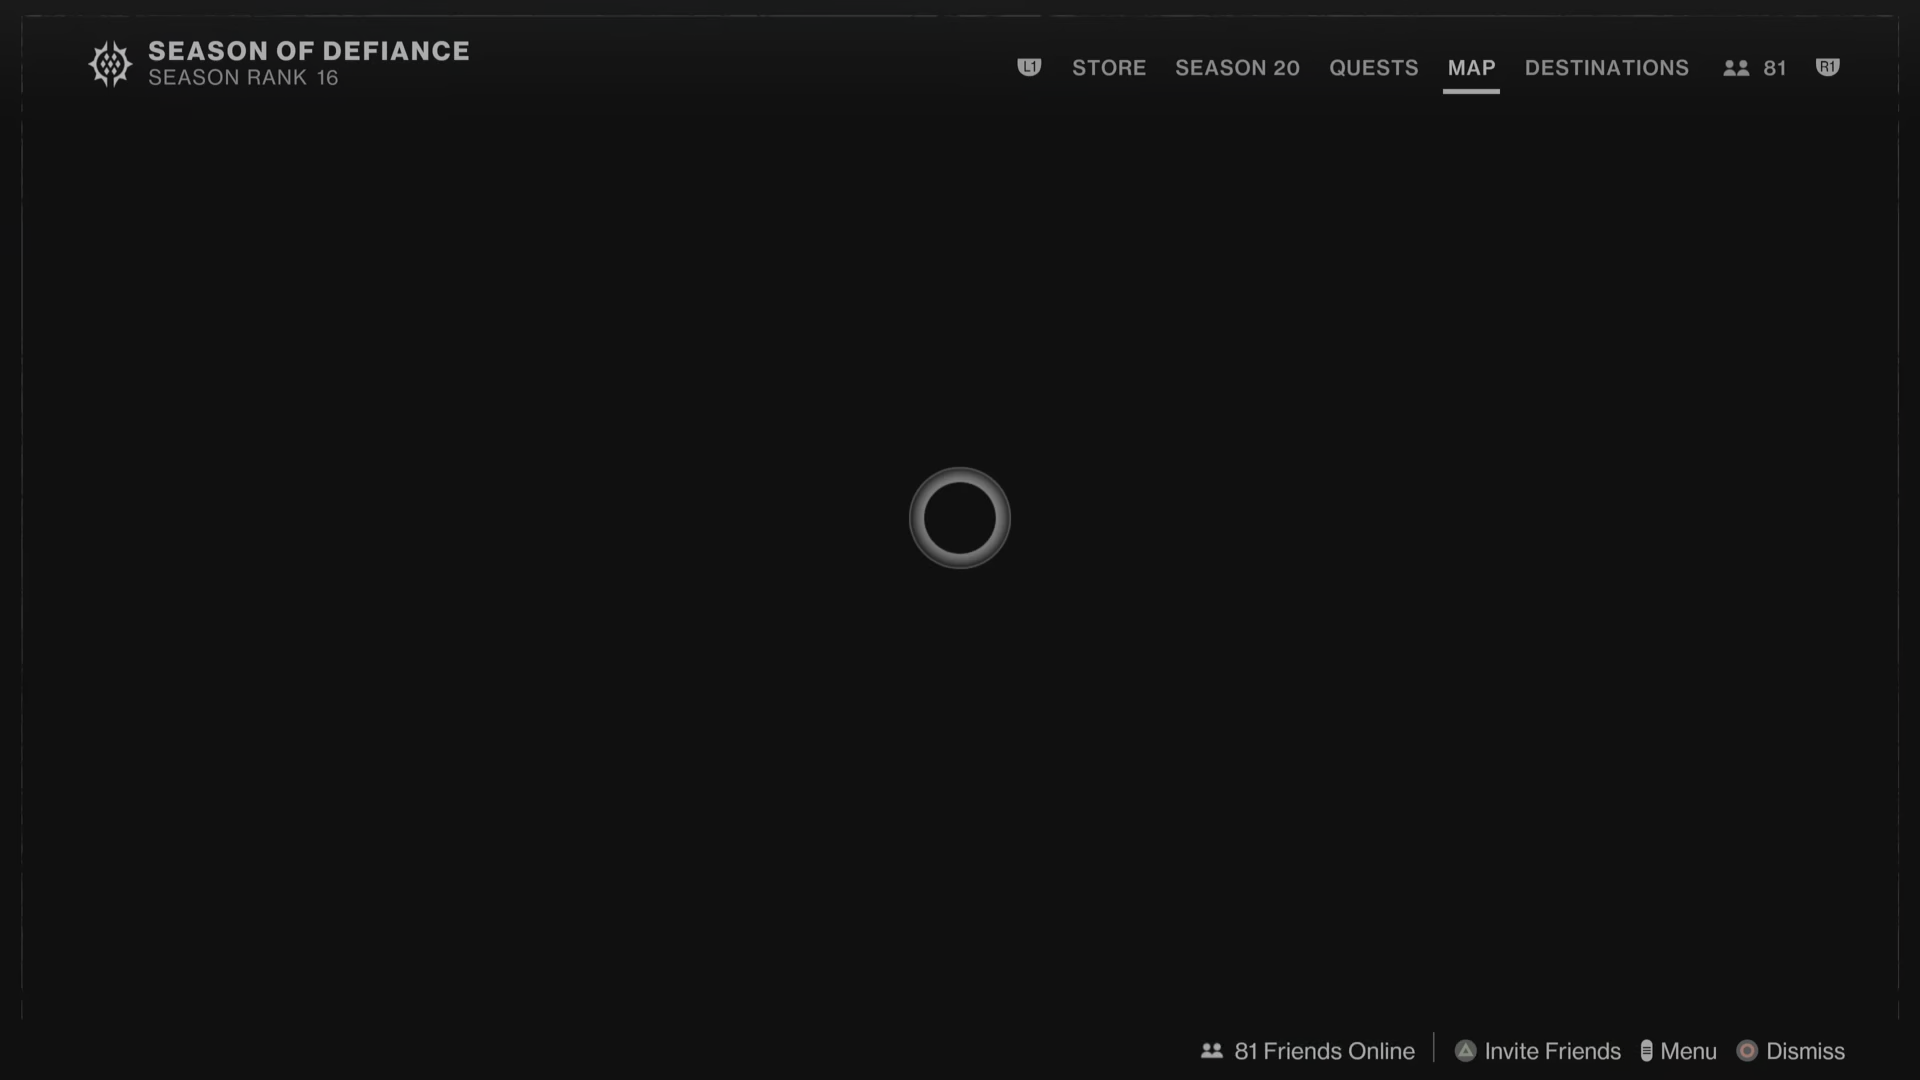 SEASON OF DEFIANCE
SEASON RANK 16
L1 STORE SEASON 20 QUESTS MAP DESTINATIONS 81 R1
81 Friends Online Invite Friends Menu Dismiss